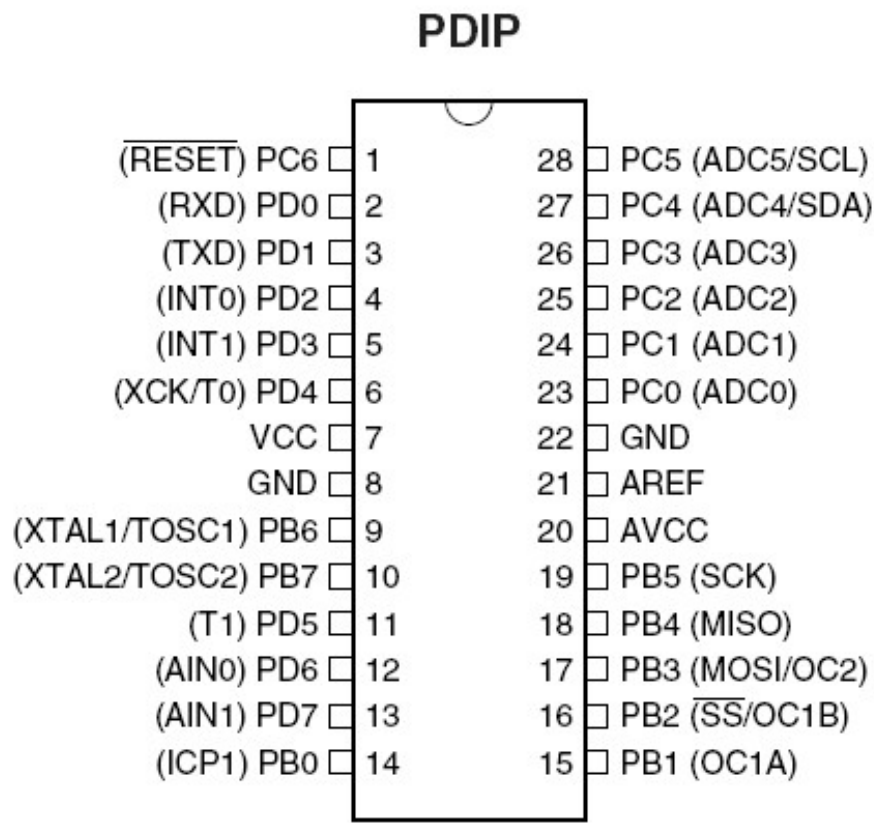 PDIP
(RESET) PC6 1 28 PC5 (ADC5/SCL)
(RXD) PD0 2 27 PC4 (ADC4/SDA)
(TXD) PD1 3 26 PC3 (ADC3)
(INT0) PD2 4 25 PC2 (ADC2)
(INT1) PD3 5 24 PC1 (ADC1)
(XCK/T0) PD4 6 23 PC0 (ADC0)
VCC 7 22 GND
GND 8 21 AREF
(XTAL1/TOSC1) PB6 9 20 AVCC
(XTAL2/TOSC2) PB7 10 19 PB5 (SCK)
(T1) PD5 11 18 PB4 (MISO)
(AIN0) PD6 12 17 PB3 (MOSI/OC2)
(AIN1) PD7 13 16 PB2 (SS/OC1B)
(ICP1) PB0 14 15 PB1 (OC1A)